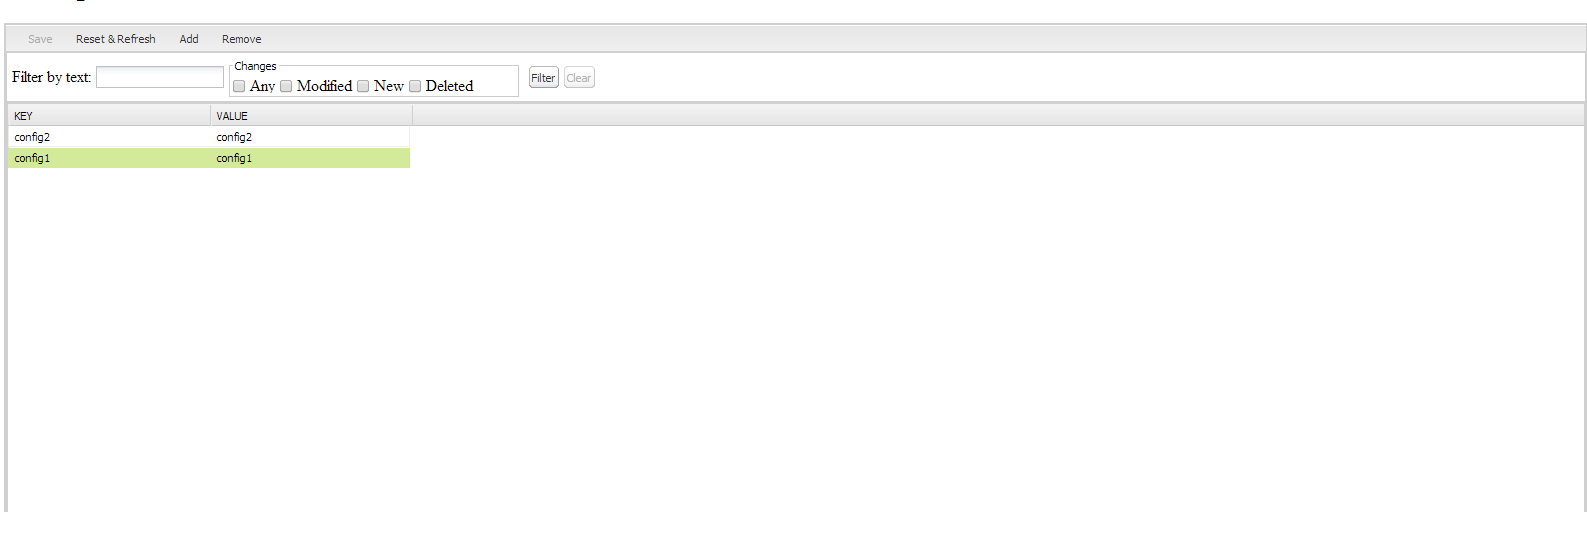 Save Reset & Refresh Add Remove
Changes
Filter by text: Any Modified New Deleted Filter Clear
KEY VALUE
config2 config2
config1 config1